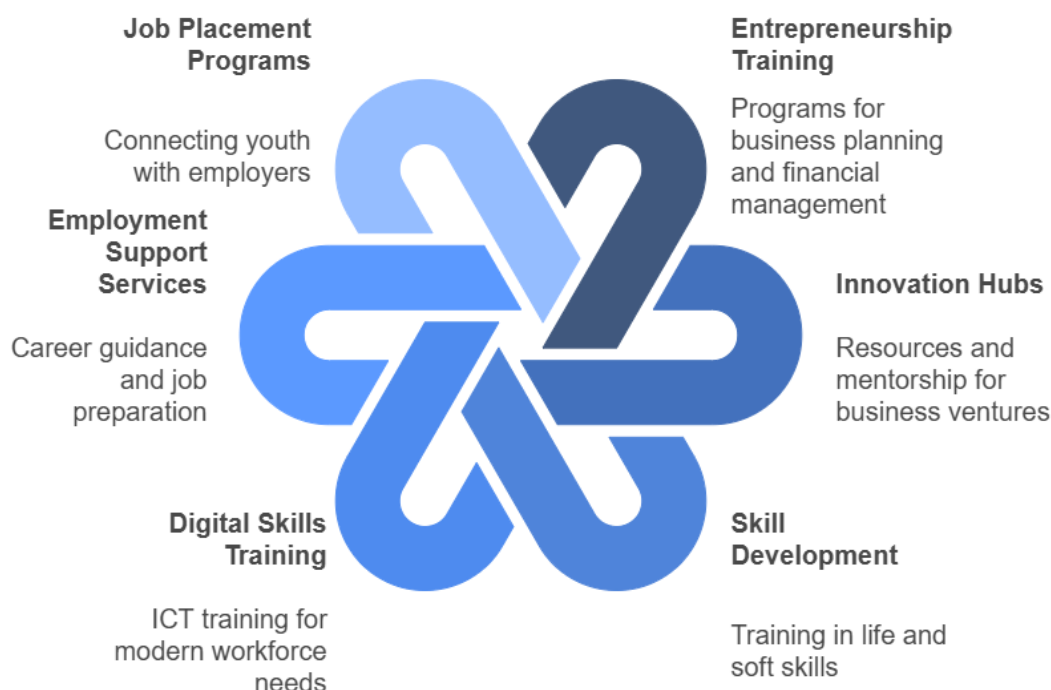 Job Placement
Programs
Connecting youth
with employers
Entrepreneurship
Training
Programs for
business planning
and financial
management
Employment
Support
Services
Career guidance
and job
preparation
Innovation Hubs
Resources and
mentorship for
business ventures
Digital Skills
Training
ICT training for
modern workforce
needs
Skill
Development
Training in life and
soft skills